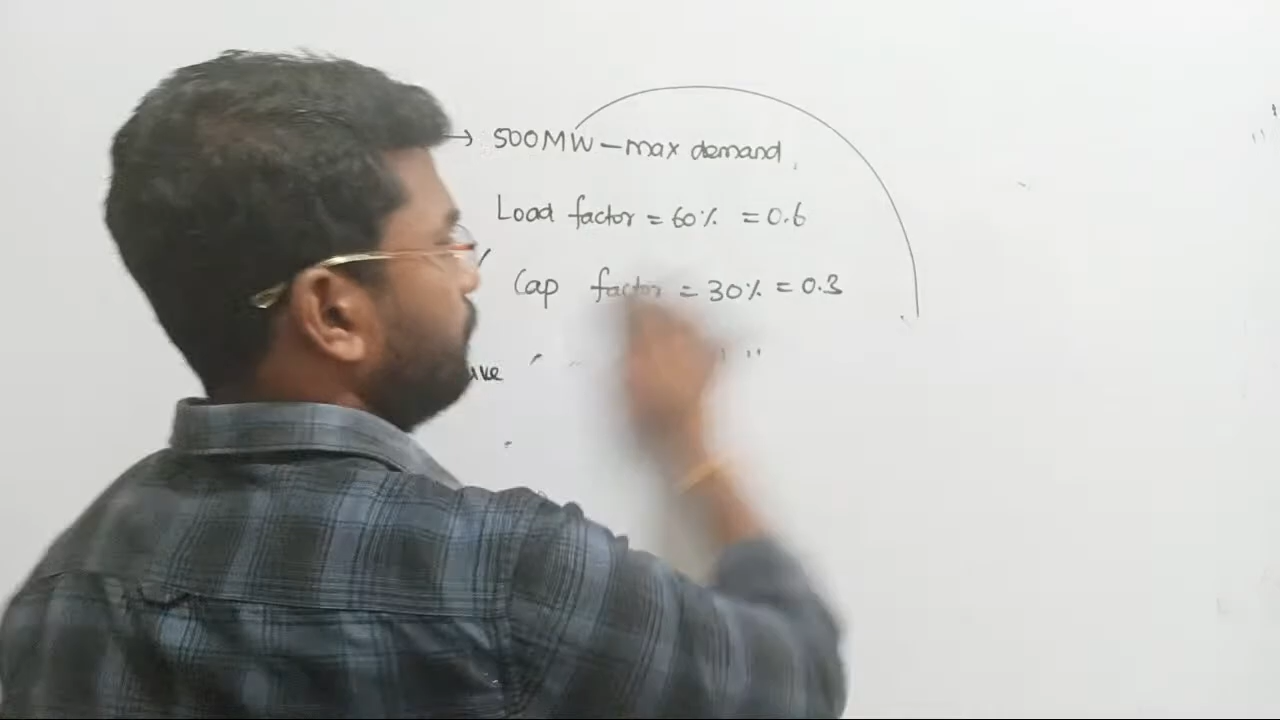 → 500MW - max demand
Load factor = 60% = 0.6
Cap factor = 30% = 0.3